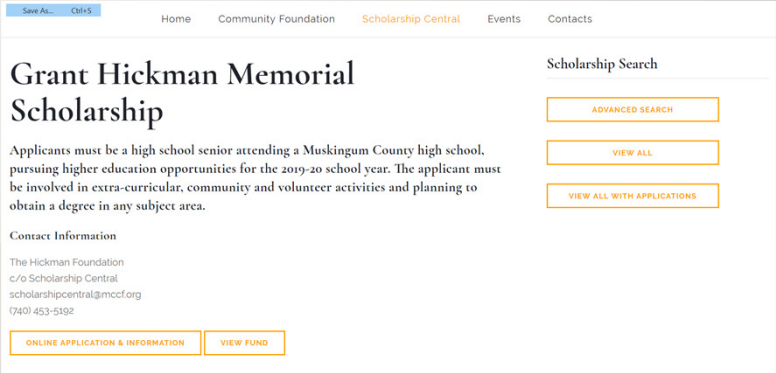 Save As... Ctrl+S
Home Community Foundation Scholarship Central Events Contacts
Grant Hickman Memorial
Scholarship
Applicants must be a high school senior attending a Muskingum County high school,
pursuing higher education opportunities for the 2019-20 school year. The applicant must
be involved in extra-curricular, community and volunteer activities and planning to
obtain a degree in any subject area.
Contact Information
The Hickman Foundation
c/o Scholarship Central
scholarshipcentral@mccf.org
(740) 453-5192
ONLINE APPLICATION & INFORMATION
VIEW FUND
Scholarship Search
ADVANCED SEARCH
VIEW ALL
VIEW ALL WITH APPLICATIONS